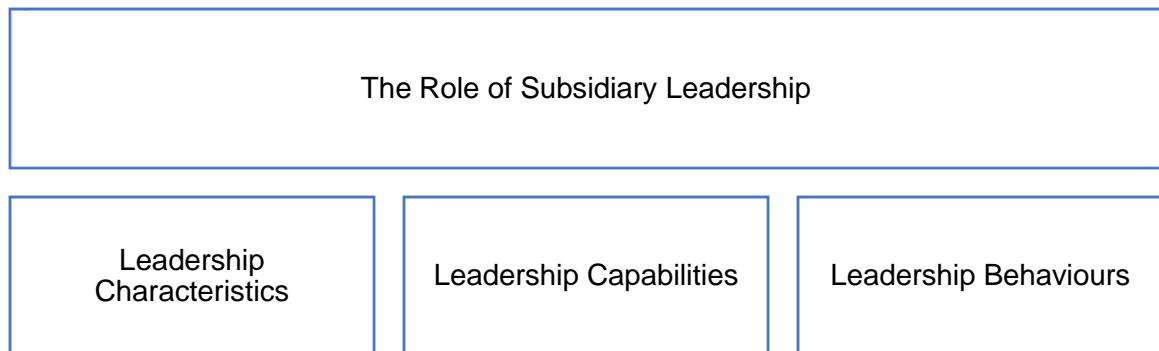 The Role of Subsidiary Leadership
Leadership
Characteristics
Leadership Capabilities
Leadership Behaviours